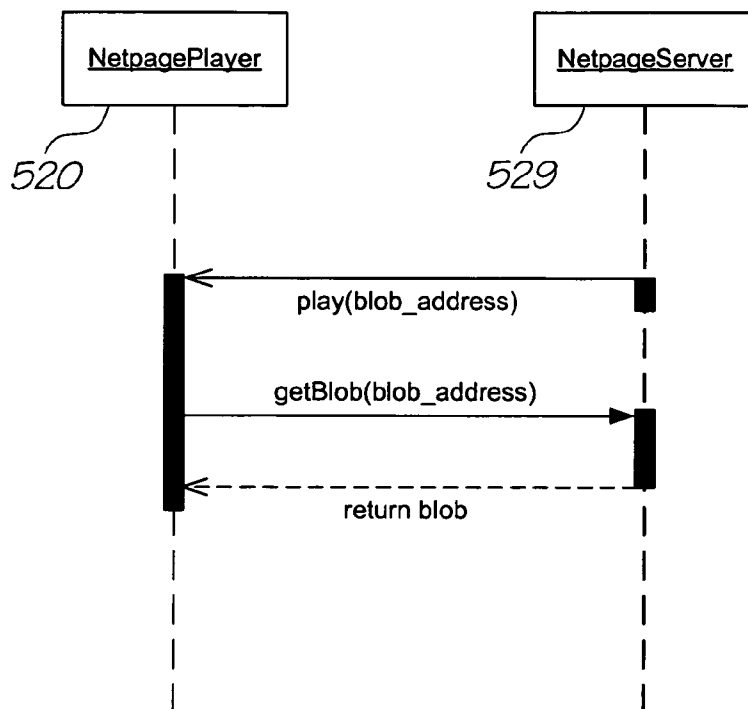 NetpagePlayer
NetpageServer
520
529
play(blob_address)
getBlob(blob_address)
return blob